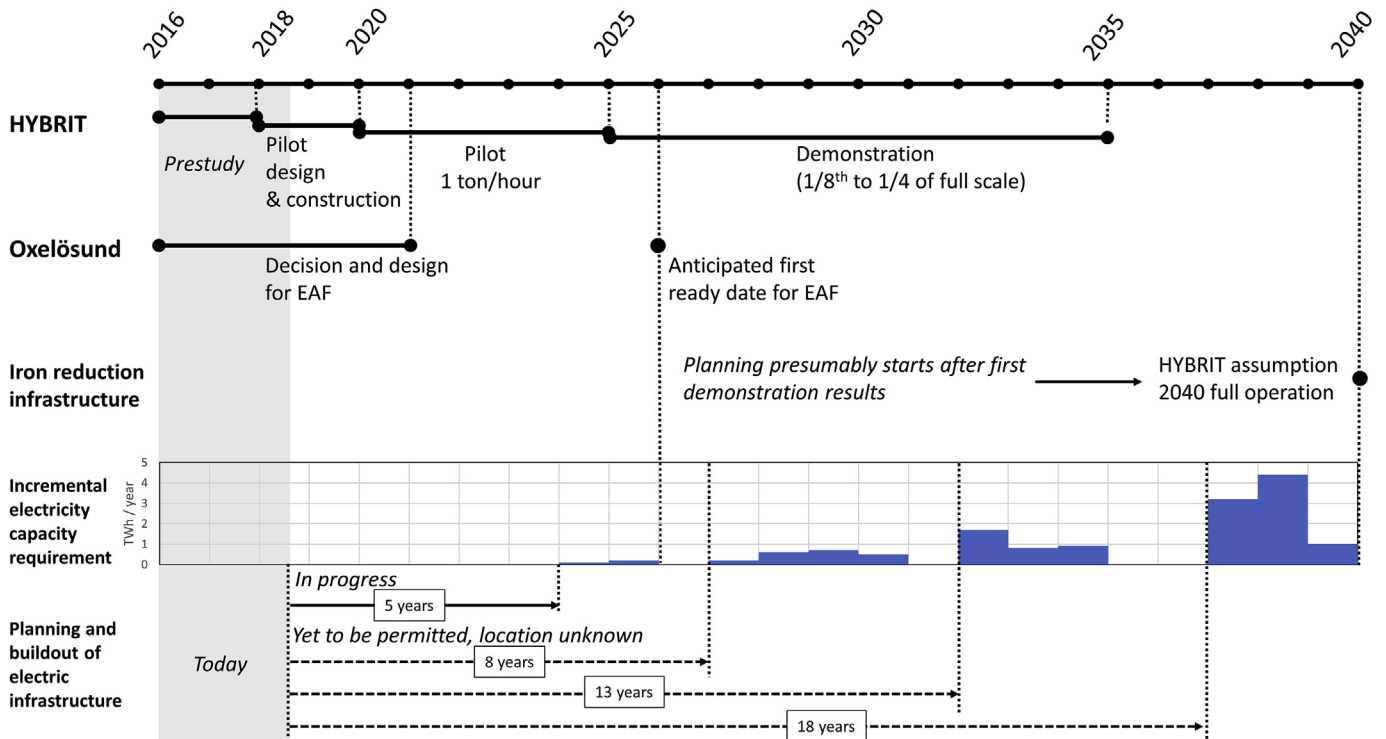 2016
2018
2020
2025
2030
2035
2040
HYBRIT
Prestudy
Pilot
design
& construction
Pilot
1 ton/hour
Demonstration
(1/8th to 1/4 of full scale)
Oxelösund
Decision and design
for EAF
Anticipated first
ready date for EAF
Iron reduction
infrastructure
Planning presumably starts after first
demonstration results
HYBRIT assumption
2040 full operation
Incremental
electricity
capacity
requirement
TWh / year
5
4
3
2
1
0
Planning and
buildout of
electric
infrastructure
Today
In progress
5 years
Yet to be permitted, location unknown
8 years
13 years
18 years